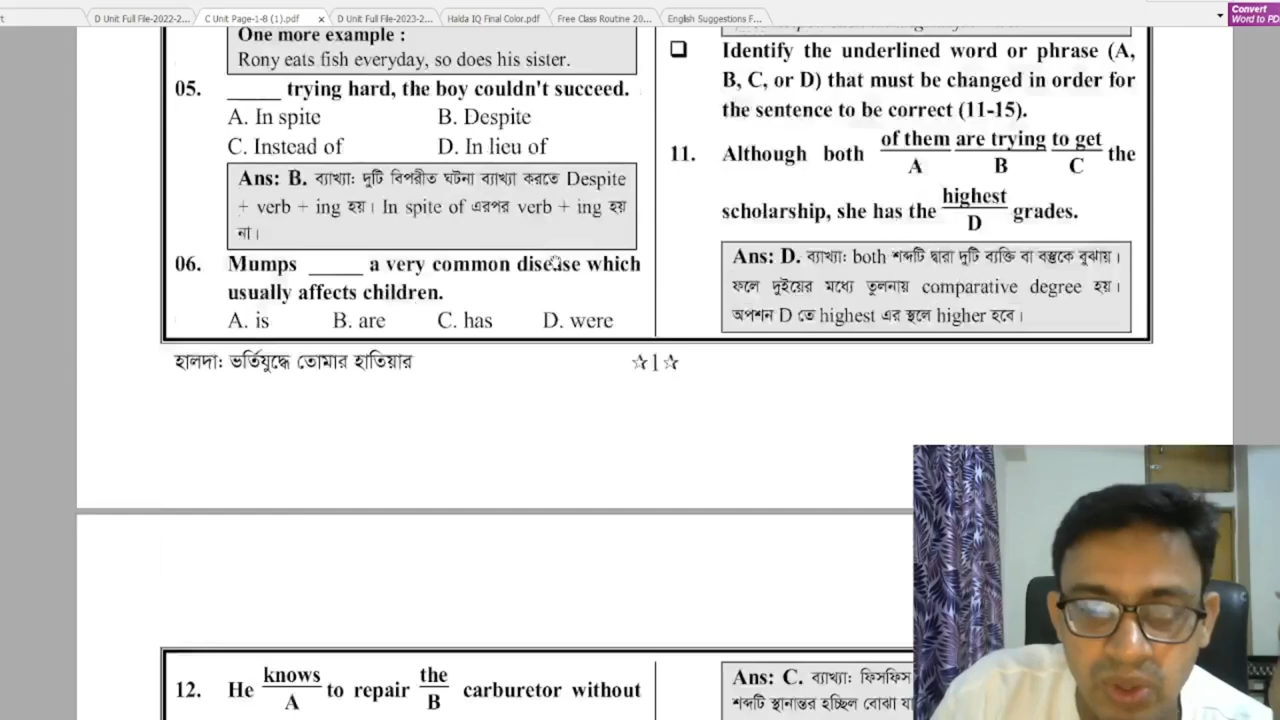 D Unit Full File-2022-2...
C Unit Page-1-8 (1).pdf
D Unit Full File-2023-2...
Halda IQ Final Color.pdf
Free Class Routine 20...
English Suggestions F...
Convert
Word to PD
One more example :
Rony eats fish everyday, so does his sister.
05. _____ trying hard, the boy couldn't succeed.
A. In spite B. Despite
C. Instead of D. In lieu of
Ans: B. ব্যাখ্যা: দুটি বিপরীত ঘটনা ব্যাখ্যা করতে Despite
+ verb + ing হয়। In spite of এরপর verb + ing হয়
না।
06. Mumps _____ a very common disease which
usually affects children.
A. is B. are C. has D. were
Identify the underlined word or phrase (A,
B, C, or D) that must be changed in order for
the sentence to be correct (11-15).
11. Although both of them are trying to get the
A B C
scholarship, she has the highest grades.
D
Ans: D. ব্যাখ্যা: both শব্দটি দ্বারা দুটি ব্যক্তি বা বস্তুকে বুঝায়।
ফলে দুইয়ের মধ্যে তুলনায় comparative degree হয়।
অপশন D তে highest এর স্থলে higher হবে।
হালদা: ভর্তিযুদ্ধে তোমার হাতিয়ার ☆1☆
12. He knows to repair the carburetor without
A B
Ans: C. ব্যাখ্যা: ফিসফিস
শব্দটি স্থানান্তর হচ্ছিল বোঝা যা